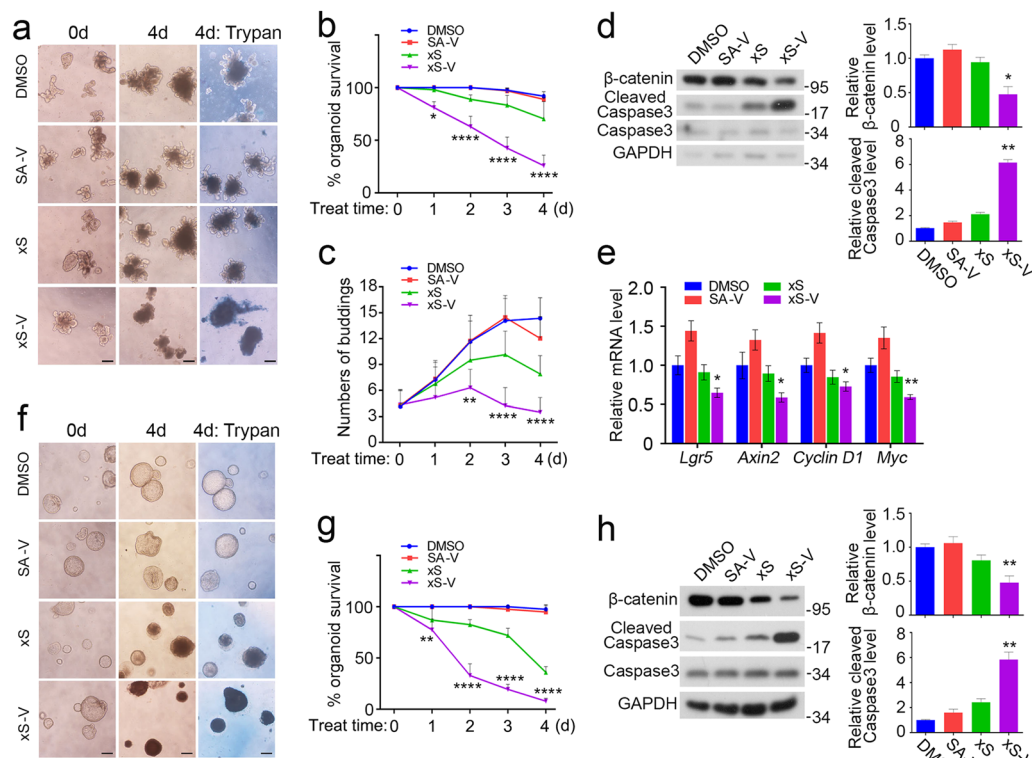 a
0d 4d 4d: Trypan
DMSO
SA-V
xS
xS-V
b
DMSO
SA-V
xS
xS-V
% organoid survival
100
50
0
* **** **** ****
Treat time: 0 1 2 3 4 (d)
c
DMSO
SA-V
xS
xS-V
Numbers of buddings
18
15
12
9
6
3
** **** ****
Treat time: 0 1 2 3 4 (d)
d
DMSO SA-V xS xS-V
β-catenin
-95
Cleaved
Caspase3
-17
Caspase3
-34
GAPDH
-34
Relative
β-catenin level
1.5
1.0
0.5
0
*
Relative cleaved
Caspase3 level
8
6
4
2
0
**
DMSO SA-V xS xS-V
e
DMSO xS
SA-V xS-V
Relative mRNA level
2.0
1.5
1.0
0.5
0
* * * **
Lgr5 Axin2 Cyclin D1 Myc
f
0d 4d 4d: Trypan
DMSO
SA-V
xS
xS-V
g
DMSO
SA-V
xS
xS-V
% organoid survival
100
50
0
** **** **** ****
Treat time: 0 1 2 3 4 (d)
h
DMSO SA-V xS xS-V
β-catenin
-95
Cleaved
Caspase3
-17
Caspase3
-34
GAPDH
-34
Relative
β-catenin level
1.5
1.0
0.5
0
**
Relative cleaved
Caspase3 level
8
6
4
2
0
**
xS